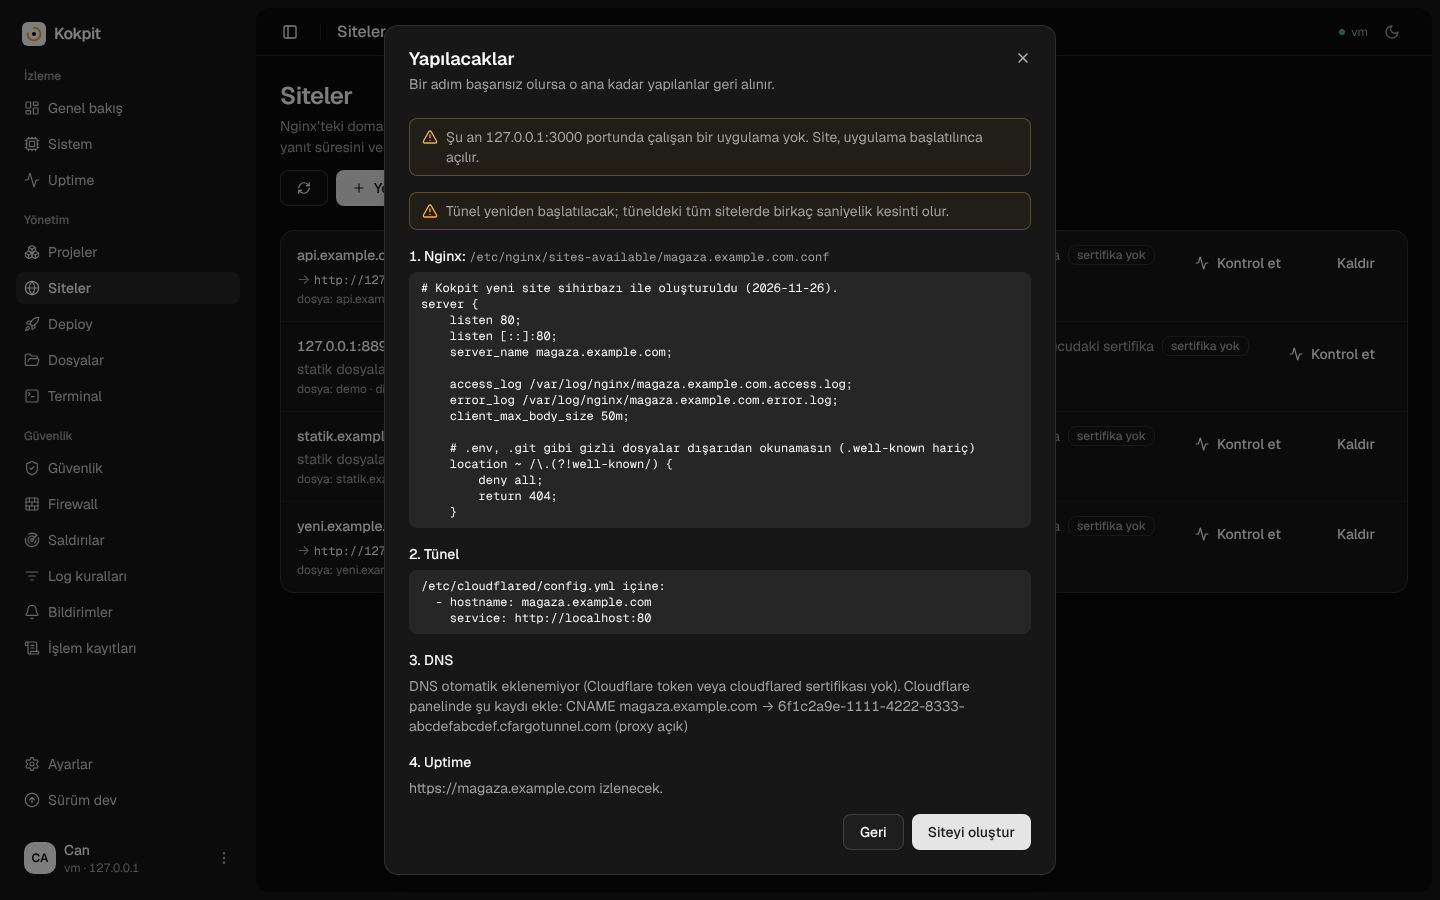 Kokpit
İzleme
Genel bakış
Sistem
Uptime
Yönetim
Projeler
Siteler
Deploy
Dosyalar
Terminal
Güvenlik
Güvenlik
Firewall
Saldırılar
Log kuralları
Bildirimler
İşlem kayıtları
Ayarlar
Sürüm dev
CA
Can
vm · 127.0.0.1
Siteler
vm
Siteler
Nginx'teki
yanıt süresini ve
api.example.
→ http://127
dosya:
127.0.0.1:889
statik
dosya: demo ·
statik.
statik
dosya:
yeni.example.
→ http://127
dosya:
sertifika yok
Kontrol et
Kaldır
sertifika
sertifika yok
Kontrol et
sertifika yok
Kontrol et
Kaldır
sertifika yok
Kontrol et
Kaldır
Yapılacaklar
Bir adım başarısız olursa o ana kadar yapılanlar geri alınır.
Şu an 127.0.0.1:3000 portunda çalışan bir uygulama yok. Site, uygulama başlatılınca
açılır.
Tünel yeniden başlatılacak; tüneldeki tüm sitelerde birkaç saniyelik kesinti olur.
1. Nginx: /etc/nginx/sites-available/magaza.example.com.conf
# Kokpit yeni site sihirbazı ile oluşturuldu (2026-11-26).
server {
    listen 80;
    listen [::]:80;
    server_name magaza.example.com;
    access_log /var/log/nginx/magaza.example.com.access.log;
    error_log /var/log/nginx/magaza.example.com.error.log;
    client_max_body_size 50m;
    # .env, .git gibi gizli dosyalar dışarıdan okunamasın (.well-known hariç)
    location ~ /\.(?!well-known/) {
        deny all;
        return 404;
    }
2. Tünel
/etc/cloudflared/config.yml içine:
  - hostname: magaza.example.com
    service: http://localhost:80
3. DNS
DNS otomatik eklenemiyor (Cloudflare token veya cloudflared sertifikası yok). Cloudflare
panelinde şu kaydı ekle: CNAME magaza.example.com → 6f1c2a9e-1111-4222-8333-
abcdefabcdef.cfargotunnel.com (proxy açık)
4. Uptime
https://magaza.example.com izlenecek.
Geri
Siteyi oluştur